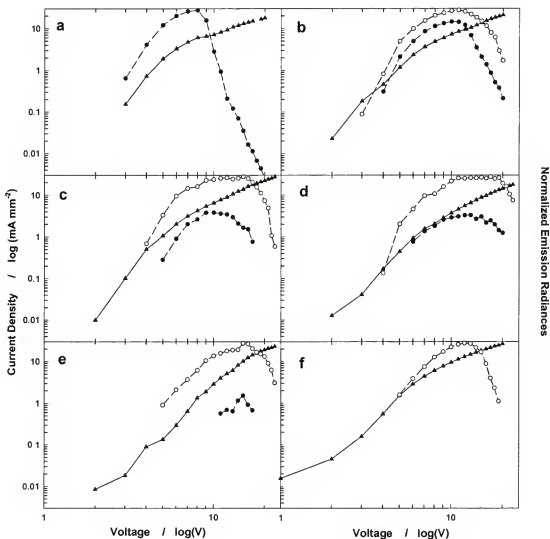 a
b
10
1
0.1
0.01
c
d
10
1
0.1
0.01
e
f
10
1
0 1
0.01
1
10
1
10
Current Density / log (mA mm⁻²)
Normalized Emission Radiances
Voltage / log(V)
Voltage / log(V)